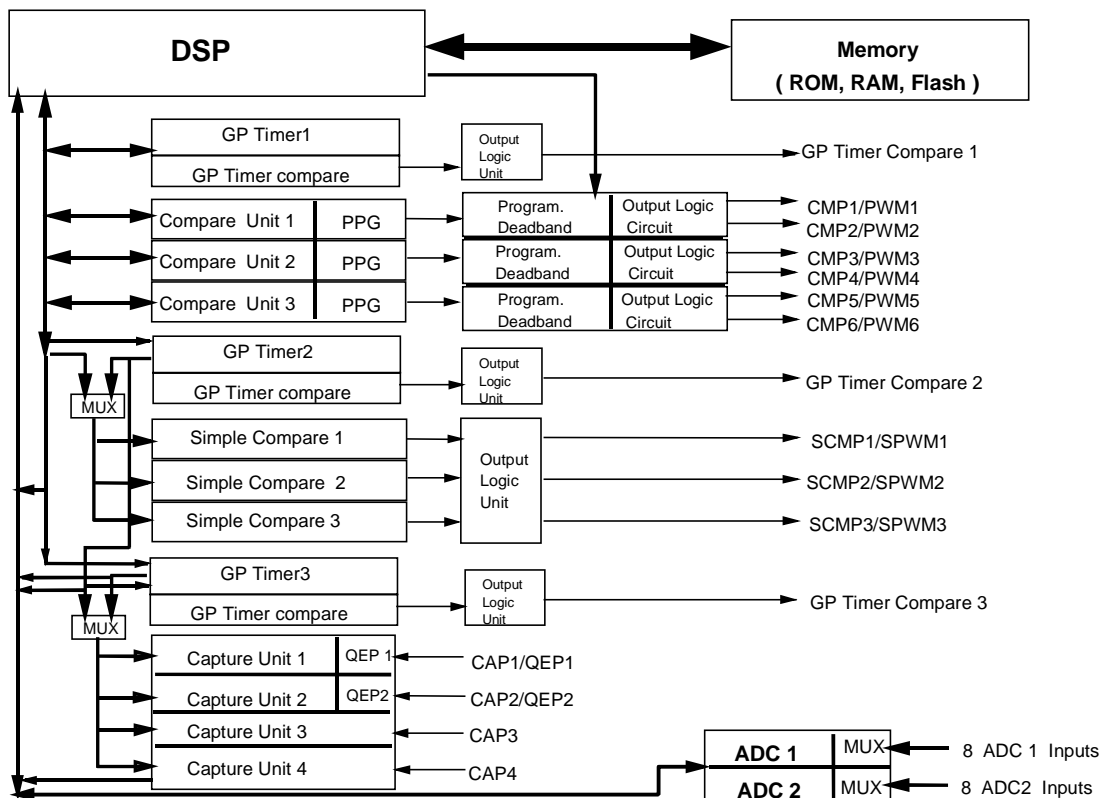 DSP
Memory
( ROM, RAM, Flash )
GP Timer1
GP Timer compare
Output
Logic
Unit
GP Timer Compare 1
Compare Unit 1
PPG
Program.
Deadband
Output Logic
Circuit
CMP1/PWM1
CMP2/PWM2
Compare Unit 2
PPG
Program.
Deadband
Output Logic
Circuit
CMP3/PWM3
CMP4/PWM4
Compare Unit 3
PPG
Program.
Deadband
Output Logic
Circuit
CMP5/PWM5
CMP6/PWM6
GP Timer2
GP Timer compare
Output
Logic
Unit
GP Timer Compare 2
MUX
Simple Compare 1
Simple Compare 2
Simple Compare 3
Output
Logic
Unit
SCMP1/SPWM1
SCMP2/SPWM2
SCMP3/SPWM3
GP Timer3
GP Timer compare
Output
Logic
Unit
GP Timer Compare 3
MUX
Capture Unit 1
QEP 1
CAP1/QEP1
Capture Unit 2
QEP2
CAP2/QEP2
Capture Unit 3
CAP3
Capture Unit 4
CAP4
ADC 1
MUX
8 ADC 1 Inputs
ADC 2
MUX
8 ADC2 Inputs